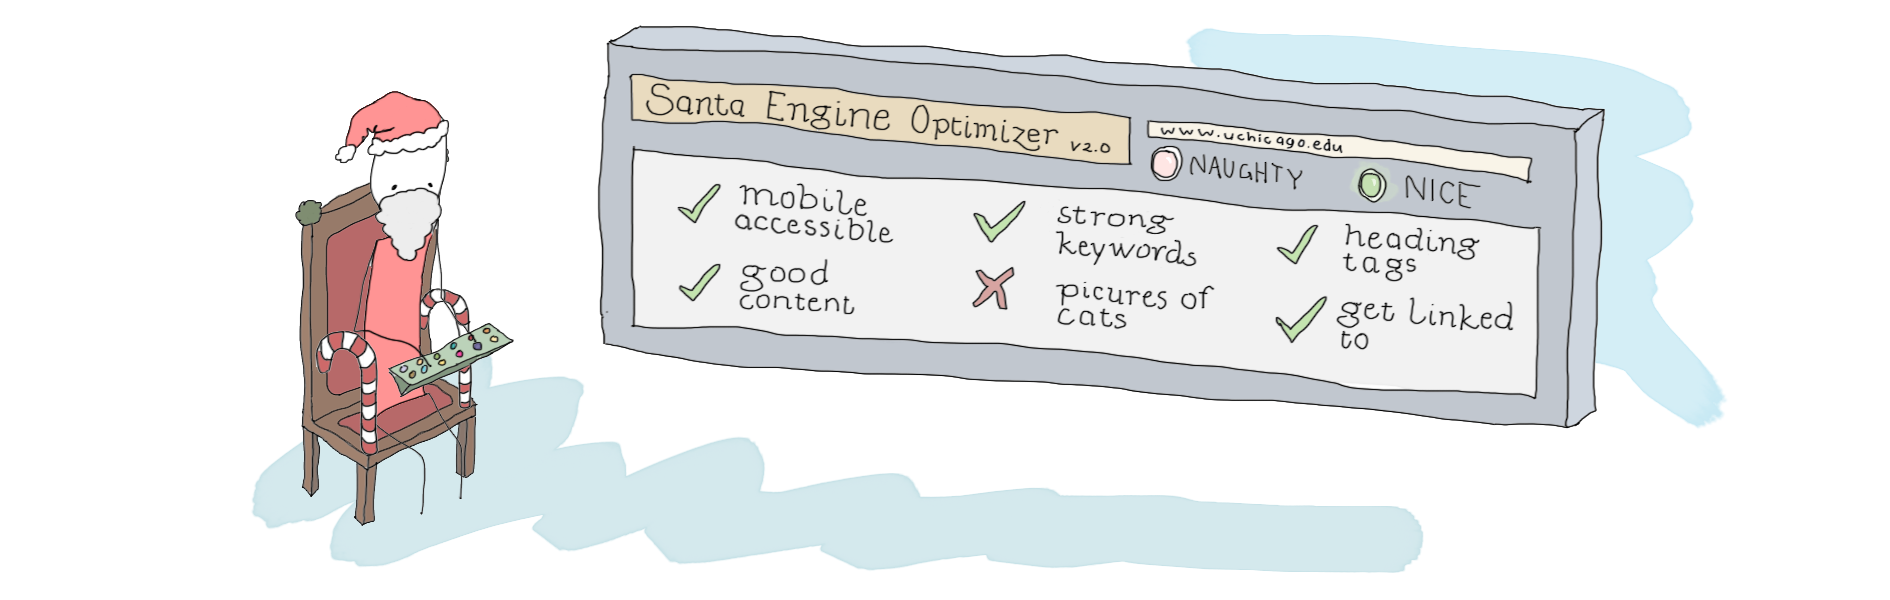 Santa Engine Optimizer v2.0
www.uchicago.edu
NAUGHTY
NICE
mobile
accessible
strong
keywords
heading
tags
good
content
picures of
cats
get linked
to